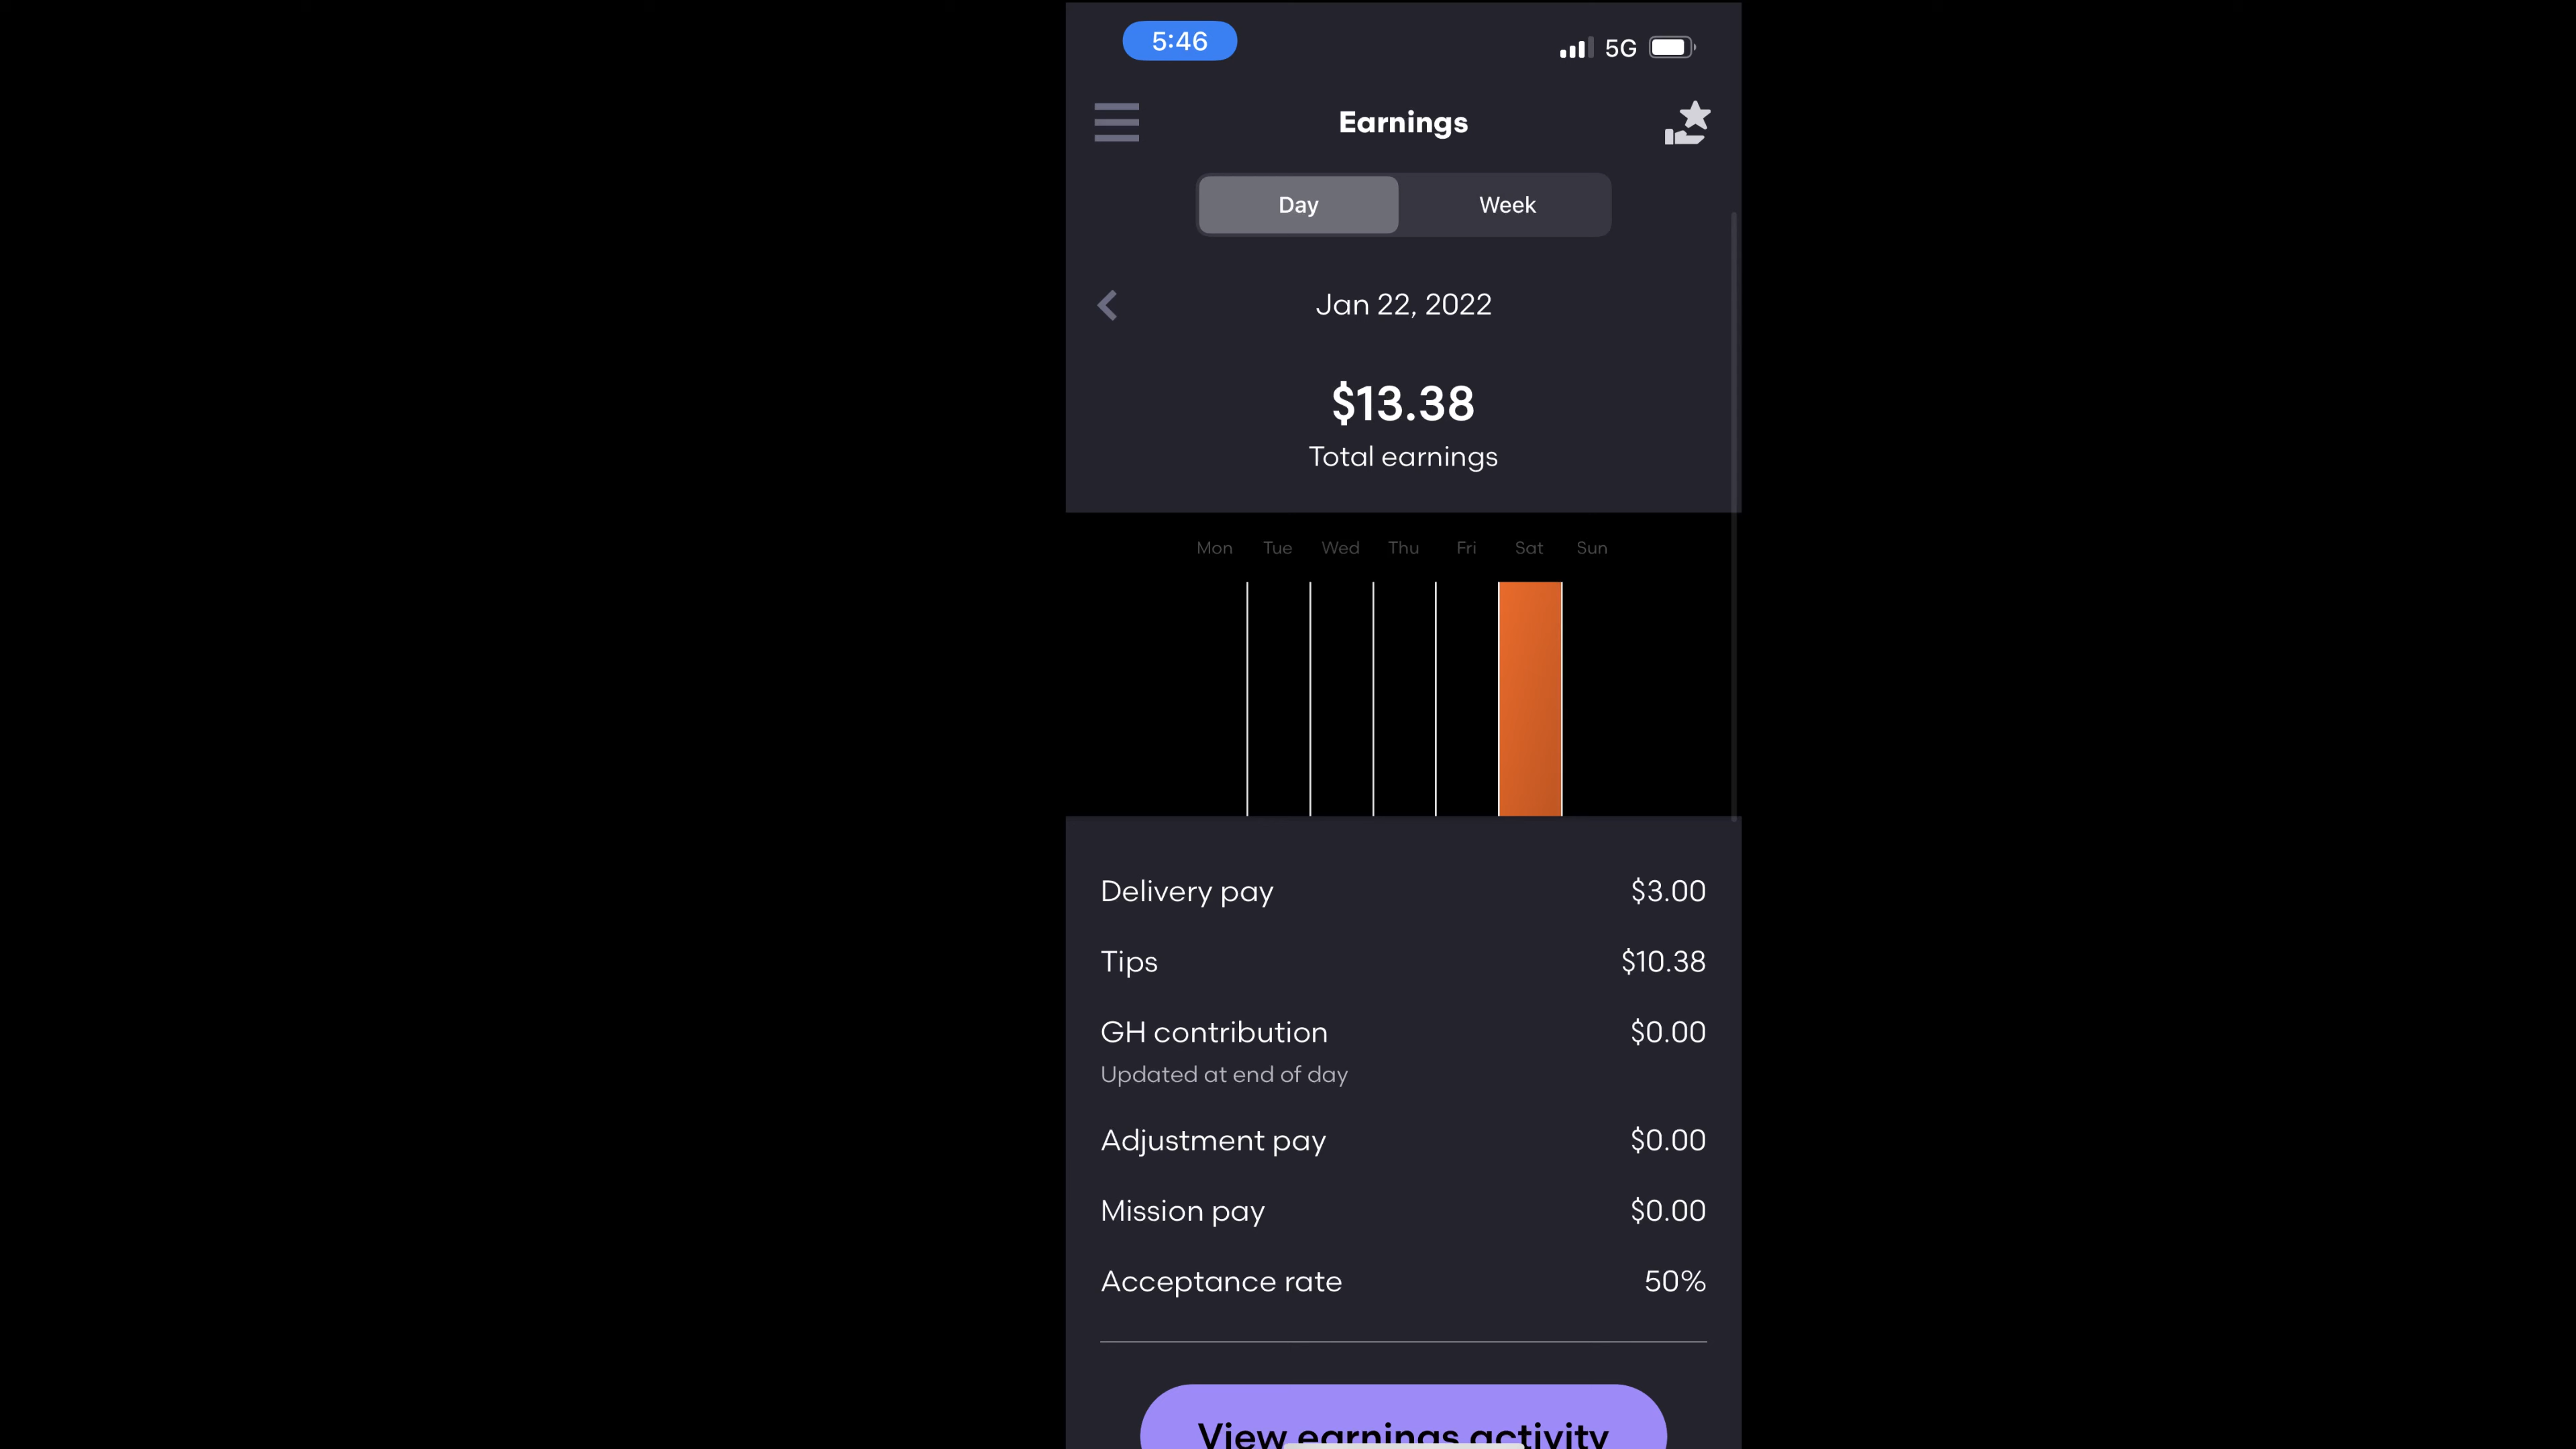 5:46 5G
Earnings
Day Week
Jan 22, 2022
$13.38
Total earnings
Mon Tue Wed Thu Fri Sat Sun
Delivery pay $3.00
Tips $10.38
GH contribution $0.00
Updated at end of day
Adjustment pay $0.00
Mission pay $0.00
Acceptance rate 50%
View earnings activity